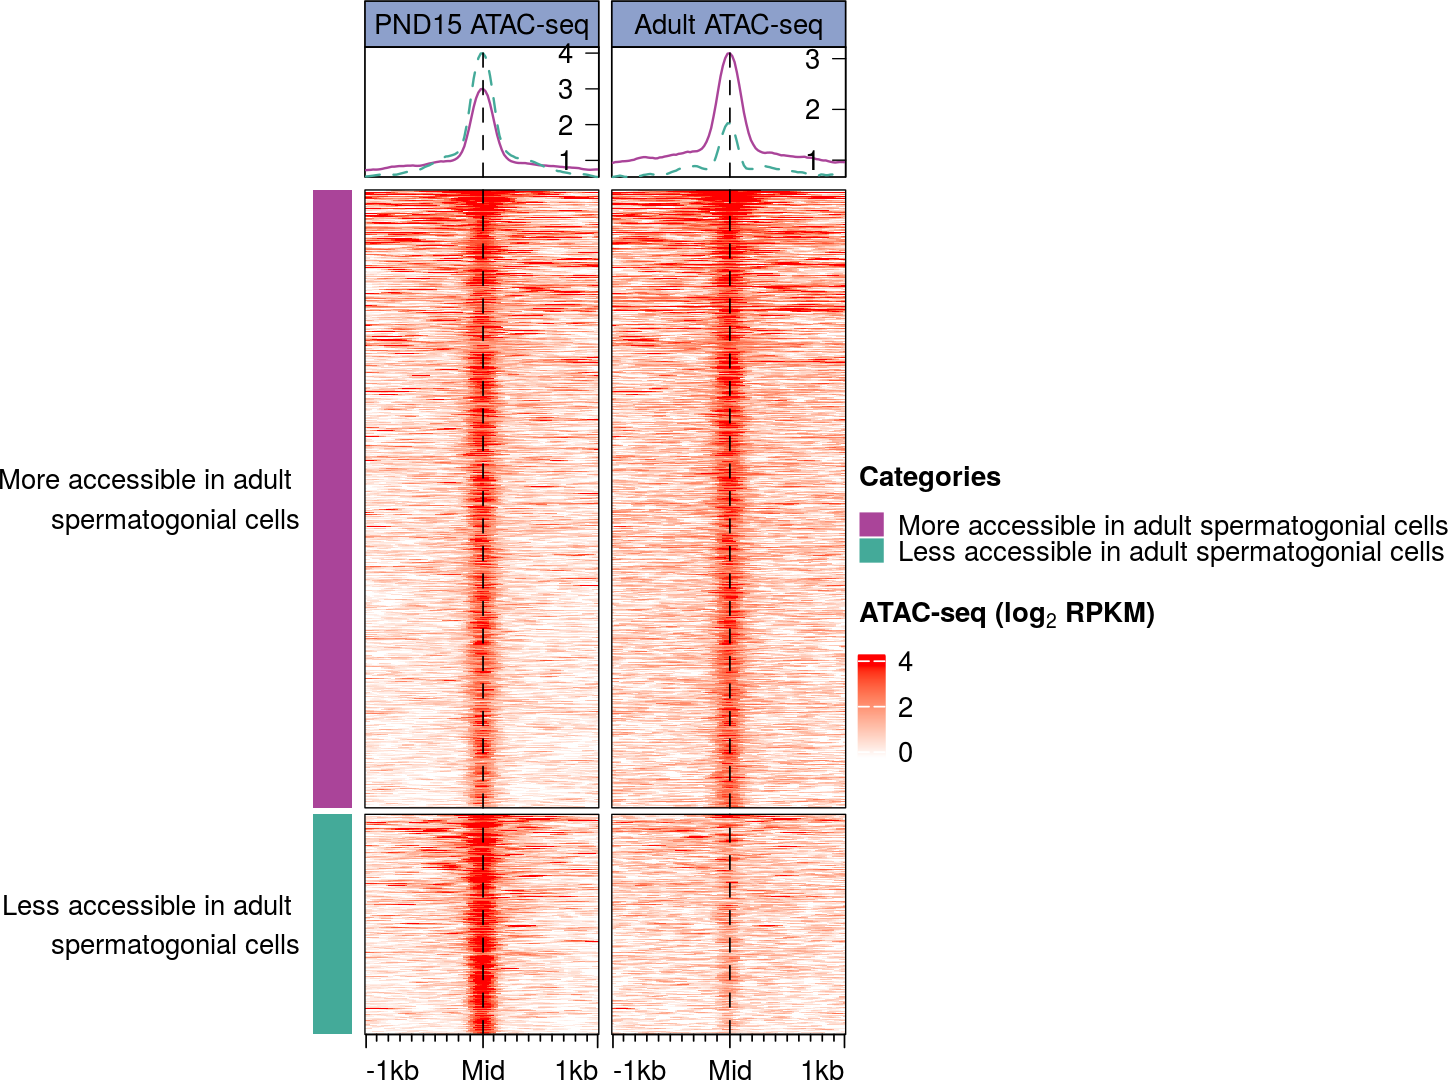 PND15 ATAC-seq
Adult ATAC-seq
4
3
2
1
3
2
1
More accessible in adult
spermatogonial cells
Less accessible in adult
spermatogonial cells
-1kb
Mid
1kb
-1kb
Mid
1kb
Categories
More accessible in adult spermatogonial cells
Less accessible in adult spermatogonial cells
ATAC-seq (log₂ RPKM)
4
2
0